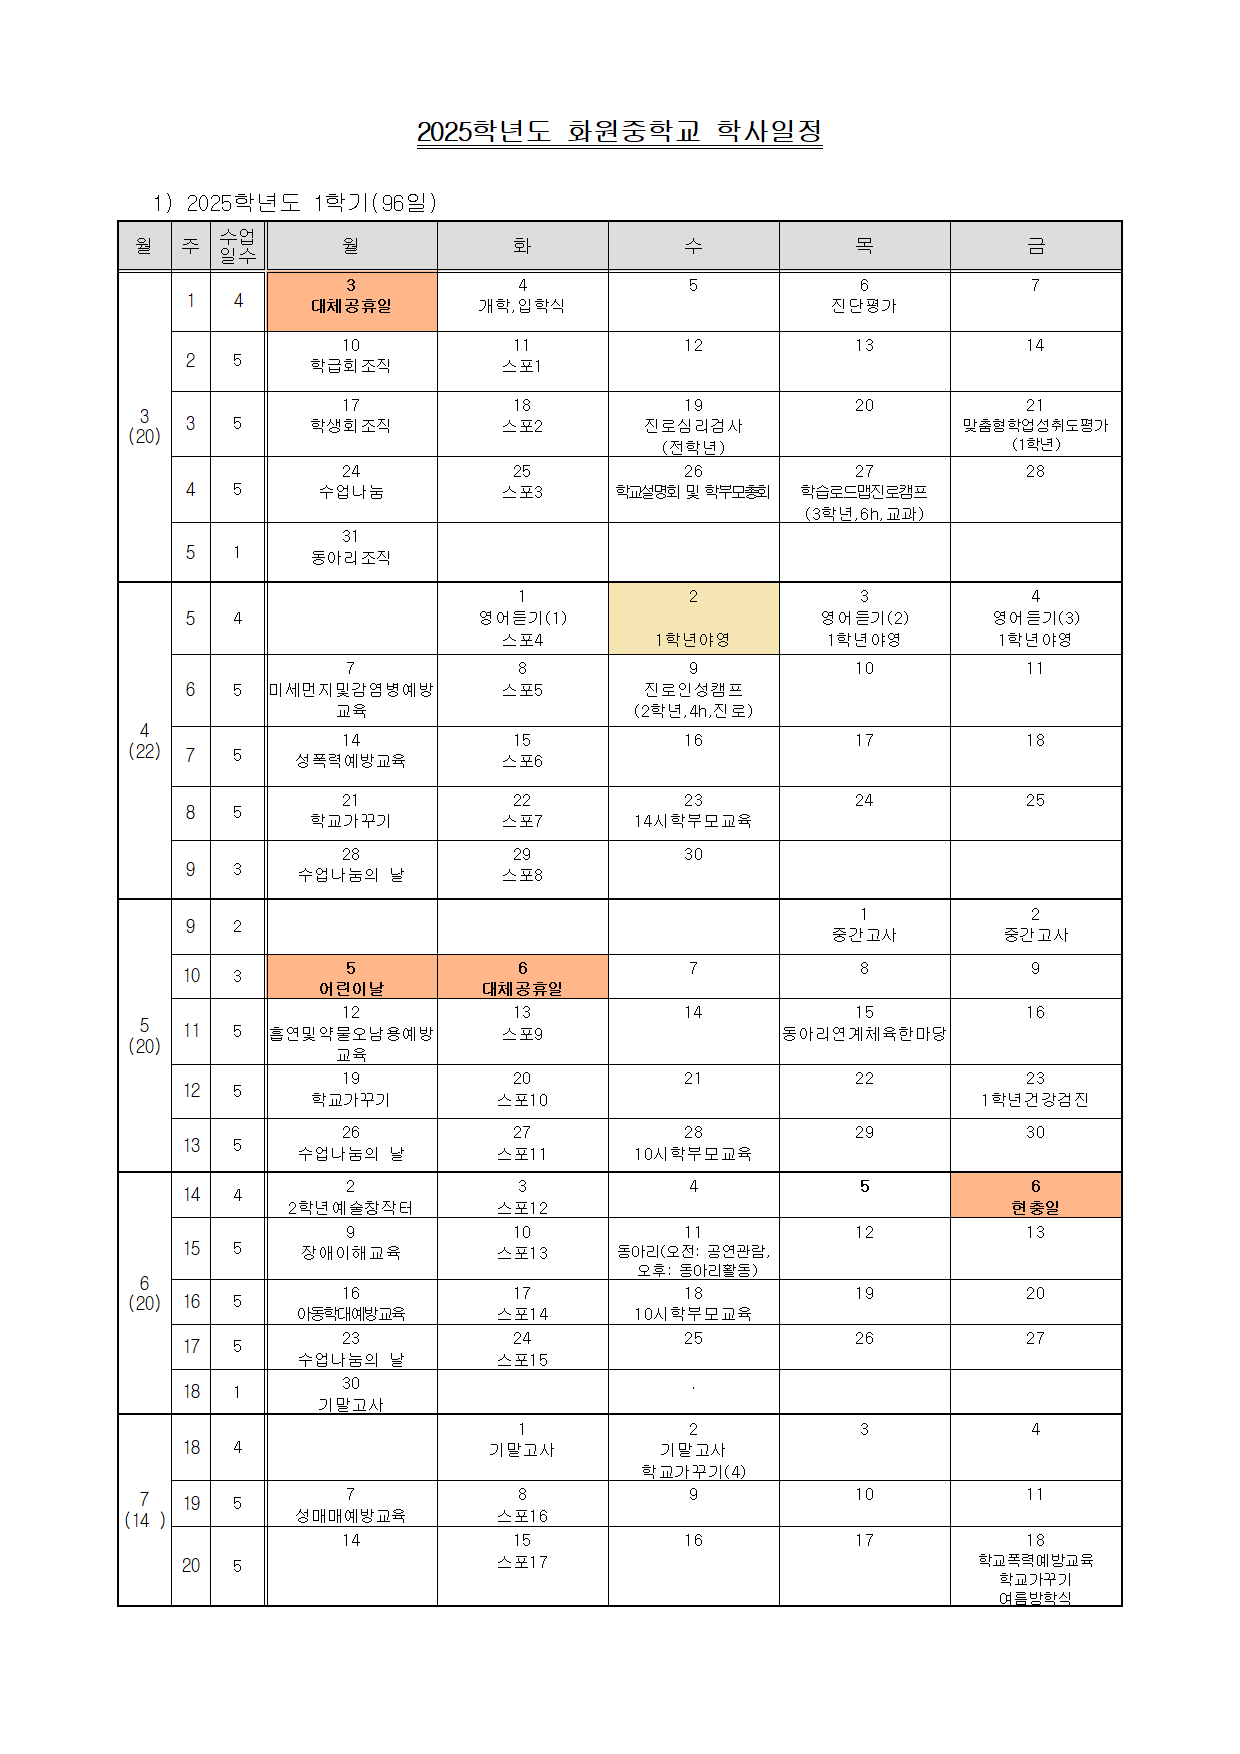 2025학년도 화원중학교 학사일정
1) 2025학년도 1학기(96일)
월 주 수업일수 월 화 수 목 금
3
(20)
1 4
3 대체공휴일
4 개학,입학식
5
6 진단평가
7
2 5
10 학급회조직
11 스포1
12
13
14
3 5
17 학생회조직
18 스포2
19 진로심리검사
(전학년)
20
21 맞춤형학업성취도평가
(1학년)
4 5
24 수업나눔
25 스포3
26 학교설명회 및 학부모총회
27 학습로드맵진로캠프
(3학년,6h,교과)
28
5 1
31 동아리조직
4
(22)
5 4
1 영어듣기(1)
스포4
2
1학년야영
3 영어듣기(2)
1학년야영
4 영어듣기(3)
1학년야영
6 5
7 미세먼지및감염병예방
교육
8 스포5
9 진로인성캠프
(2학년,4h,진로)
10
11
7 5
14 성폭력예방교육
15 스포6
16
17
18
8 5
21 학교가꾸기
22 스포7
23 14시학부모교육
24
25
9 3
28 수업나눔의 날
29 스포8
30
5
(20)
9 2
1 중간고사
2 중간고사
10 3
5 어린이날
6 대체공휴일
7
8
9
11 5
12 흡연및약물오남용예방
교육
13 스포9
14
15 동아리연계체육한마당
16
12 5
19 학교가꾸기
20 스포10
21
22
23 1학년건강검진
13 5
26 수업나눔의 날
27 스포11
28 10시학부모교육
29
30
6
(20)
14 4
2 2학년예술창작터
3 스포12
4
5
6 현충일
15 5
9 장애이해교육
10 스포13
11 동아리(오전: 공연관람,
오후: 동아리활동)
12
13
16 5
16 아동학대예방교육
17 스포14
18 10시학부모교육
19
20
17 5
23 수업나눔의 날
24 스포15
25
26
27
18 1
30 기말고사
.
7
(14 )
18 4
1 기말고사
2 기말고사
학교가꾸기(4)
3
4
19 5
7 성매매예방교육
8 스포16
9
10
11
20 5
14
15 스포17
16
17
18 학교폭력예방교육
학교가꾸기
여름방학식